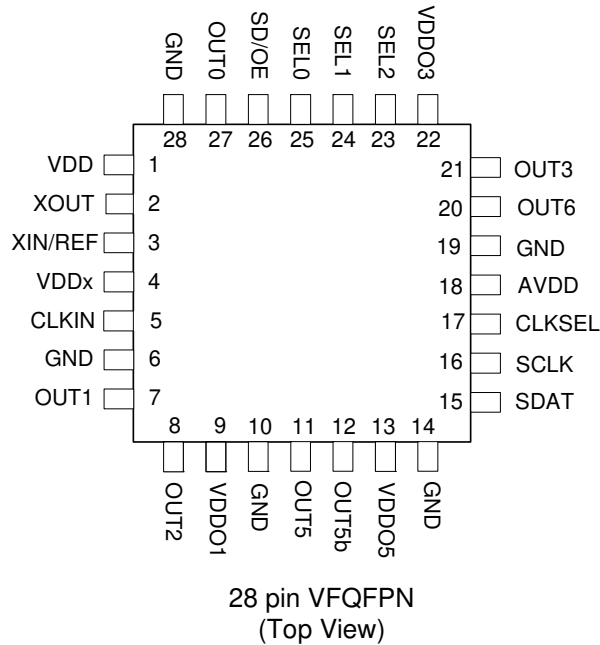 GND
OUT0
SD/OE
SEL0
SEL1
SEL2
VDDO3
28 27 26 25 24 23 22
VDD 1
XOUT 2
XIN/REF 3
VDDx 4
CLKIN 5
GND 6
OUT1 7
21 OUT3
20 OUT6
19 GND
18 AVDD
17 CLKSEL
16 SCLK
15 SDAT
8 9 10 11 12 13 14
OUT2
VDDO1
GND
OUT5
OUT5b
VDDO5
GND
28 pin VFQFPN
(Top View)